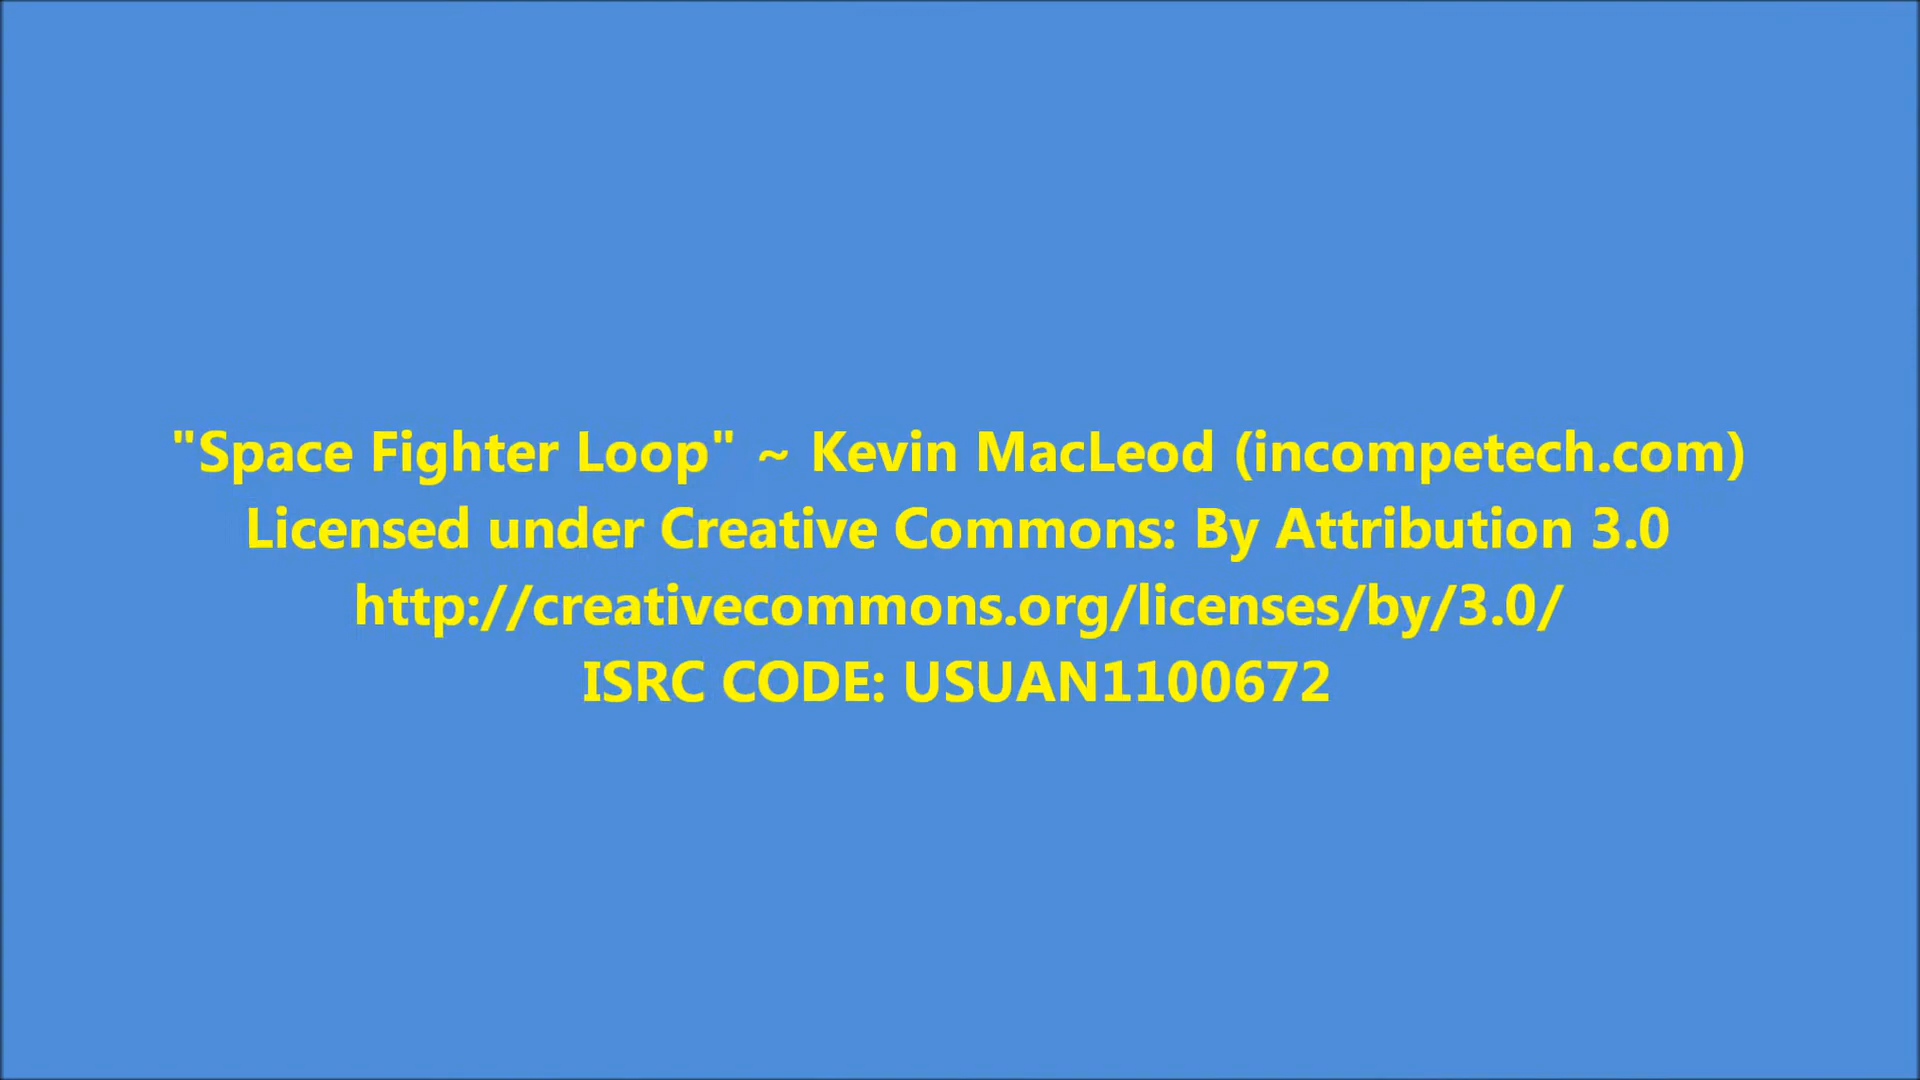 "Space Fighter Loop" ~ Kevin MacLeod (incompetech.com)
Licensed under Creative Commons: By Attribution 3.0
http://creativecommons.org/licenses/by/3.0/
ISRC CODE: USUAN1100672